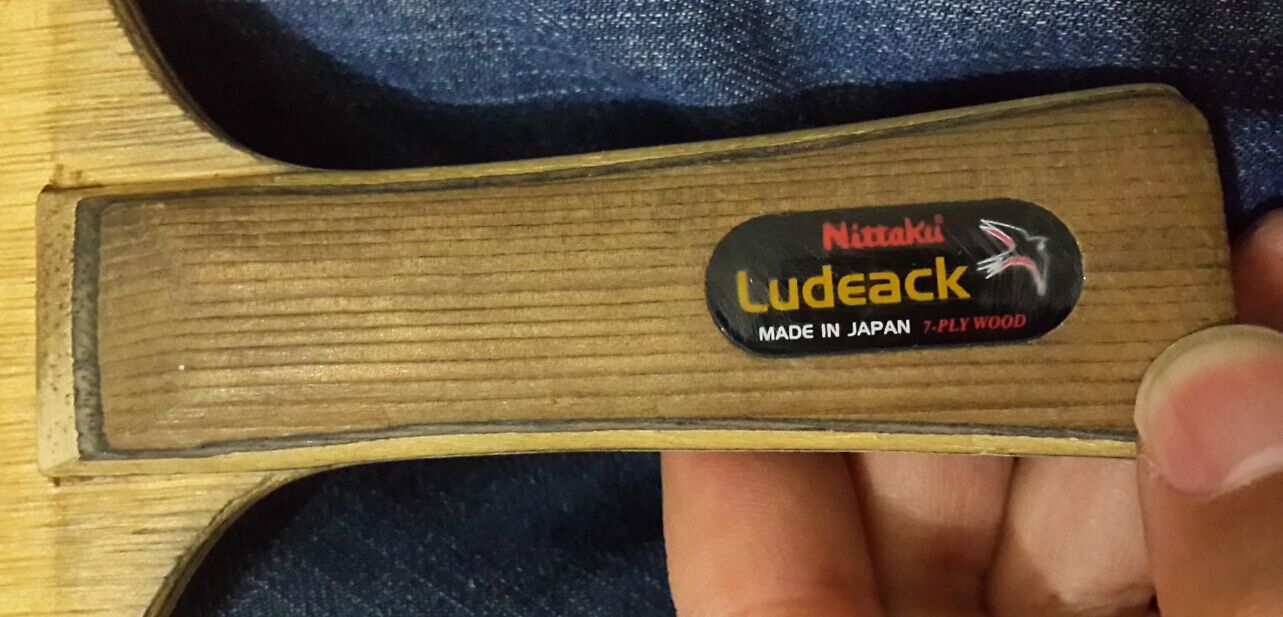 Nittaku
Ludeack
MADE IN JAPAN 7-PLY WOOD